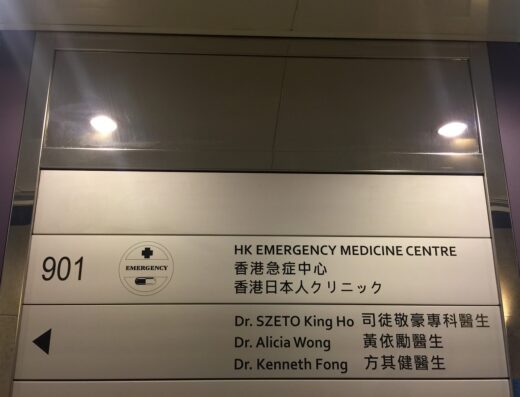 901
EMERGENCY
HK EMERGENCY MEDICINE CENTRE
香港急症中心
香港日本人クリニック
Dr. SZETO King Ho 司徒敬豪專科醫生
Dr. Alicia Wong 黃依勵醫生
Dr. Kenneth Fong 方其健醫生